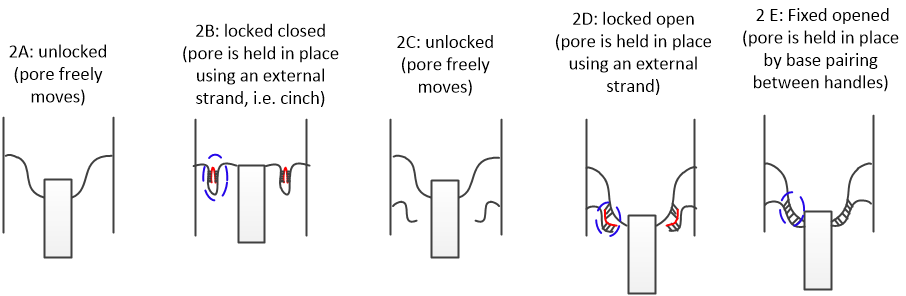 2A: unlocked
(pore freely
moves)
2B: locked closed
(pore is held in place
using an external
strand, i.e. cinch)
2C: unlocked
(pore freely
moves)
2D: locked open
(pore is held in place
using an external
strand)
2 E: Fixed opened
(pore is held in place
by base pairing
between handles)